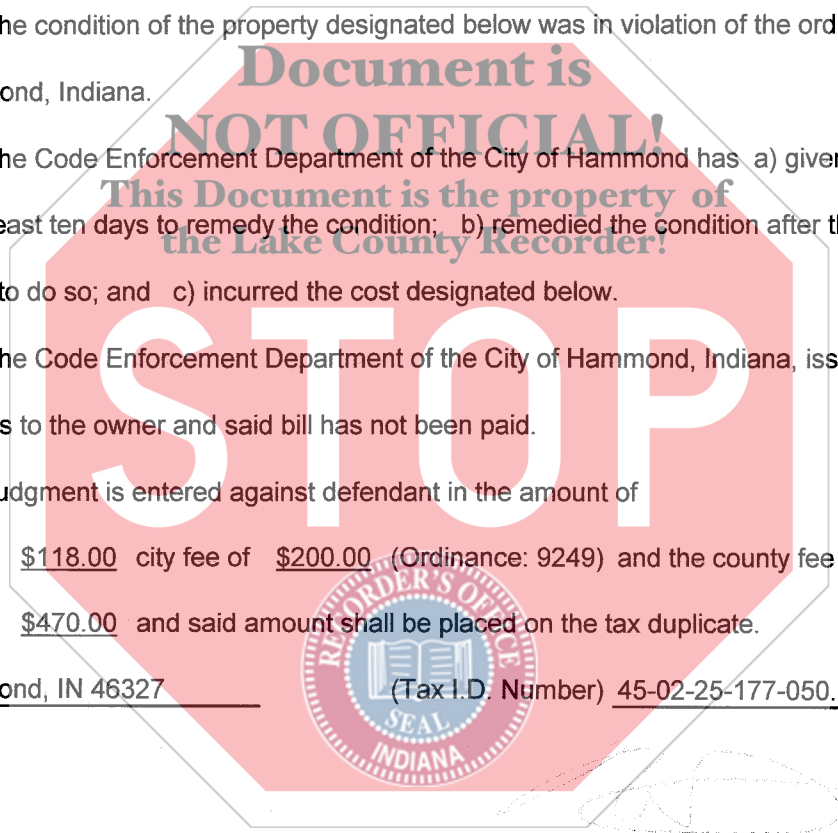 he condition of the property designated below was in violation of the ord
Document is
ond, Indiana.
NOT OFFICIAL!
he Code Enforcement Department of the City of Hammond has a) given
This Document is the property of
east ten days to remedy the condition; b) remedied the condition after th
the Lake County Recorder!
to do so; and c) incurred the cost designated below.
STOP
he Code Enforcement Department of the City of Hammond, Indiana, iss
s to the owner and said bill has not been paid.
udgment is entered against defendant in the amount of
$118.00 city fee of $200.00 (Ordinance: 9249) and the county fee
$470.00 and said amount shall be placed on the tax duplicate.
ond, IN 46327 (Tax I.D. Number) 45-02-25-177-050.
RECORDER'S OFFICE
SEAL
INDIANA